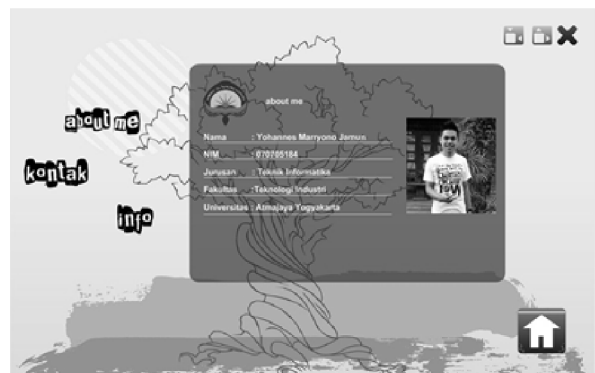 about me
kontak
info
about me
Nama : Yohannes Marryono Jamun
NIM : 070705184
Jurusan : Teknik Informatika
Fakultas :Teknologi Industri
Universitas : Atmajaya Yogyakarta